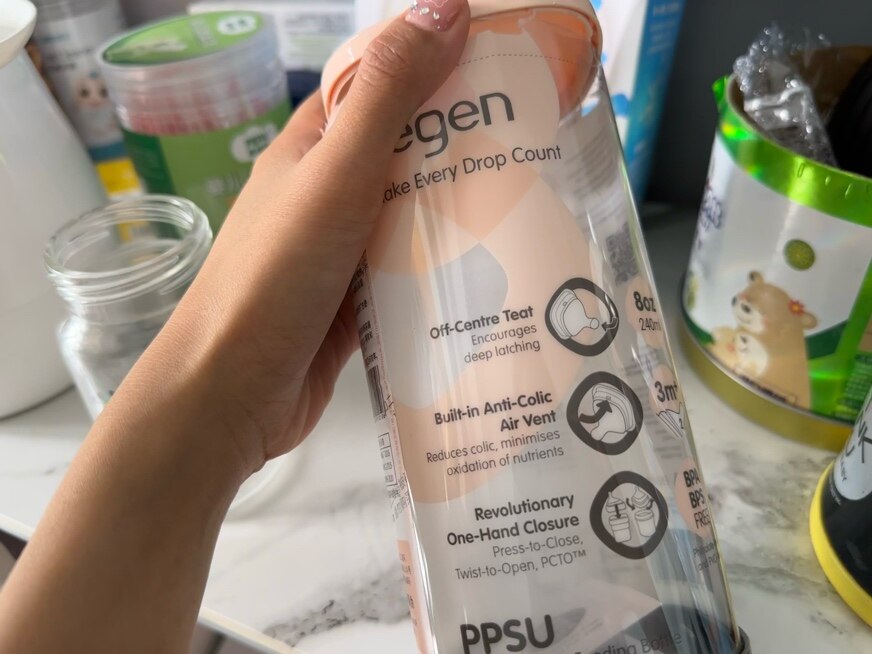 egen
ake Every Drop Count
Off-Centre Teat
Encourages
deep latching
8oz
240ml
Built-in Anti-Colic
Air Vent
Reduces colic, minimises
oxidation of nutrients
3m+
Revolutionary
One-Hand Closure
Press-to-Close,
Twist-to-Open, PCTO™
BPA
BPS
FREE
PPSU
Feeding Bottle